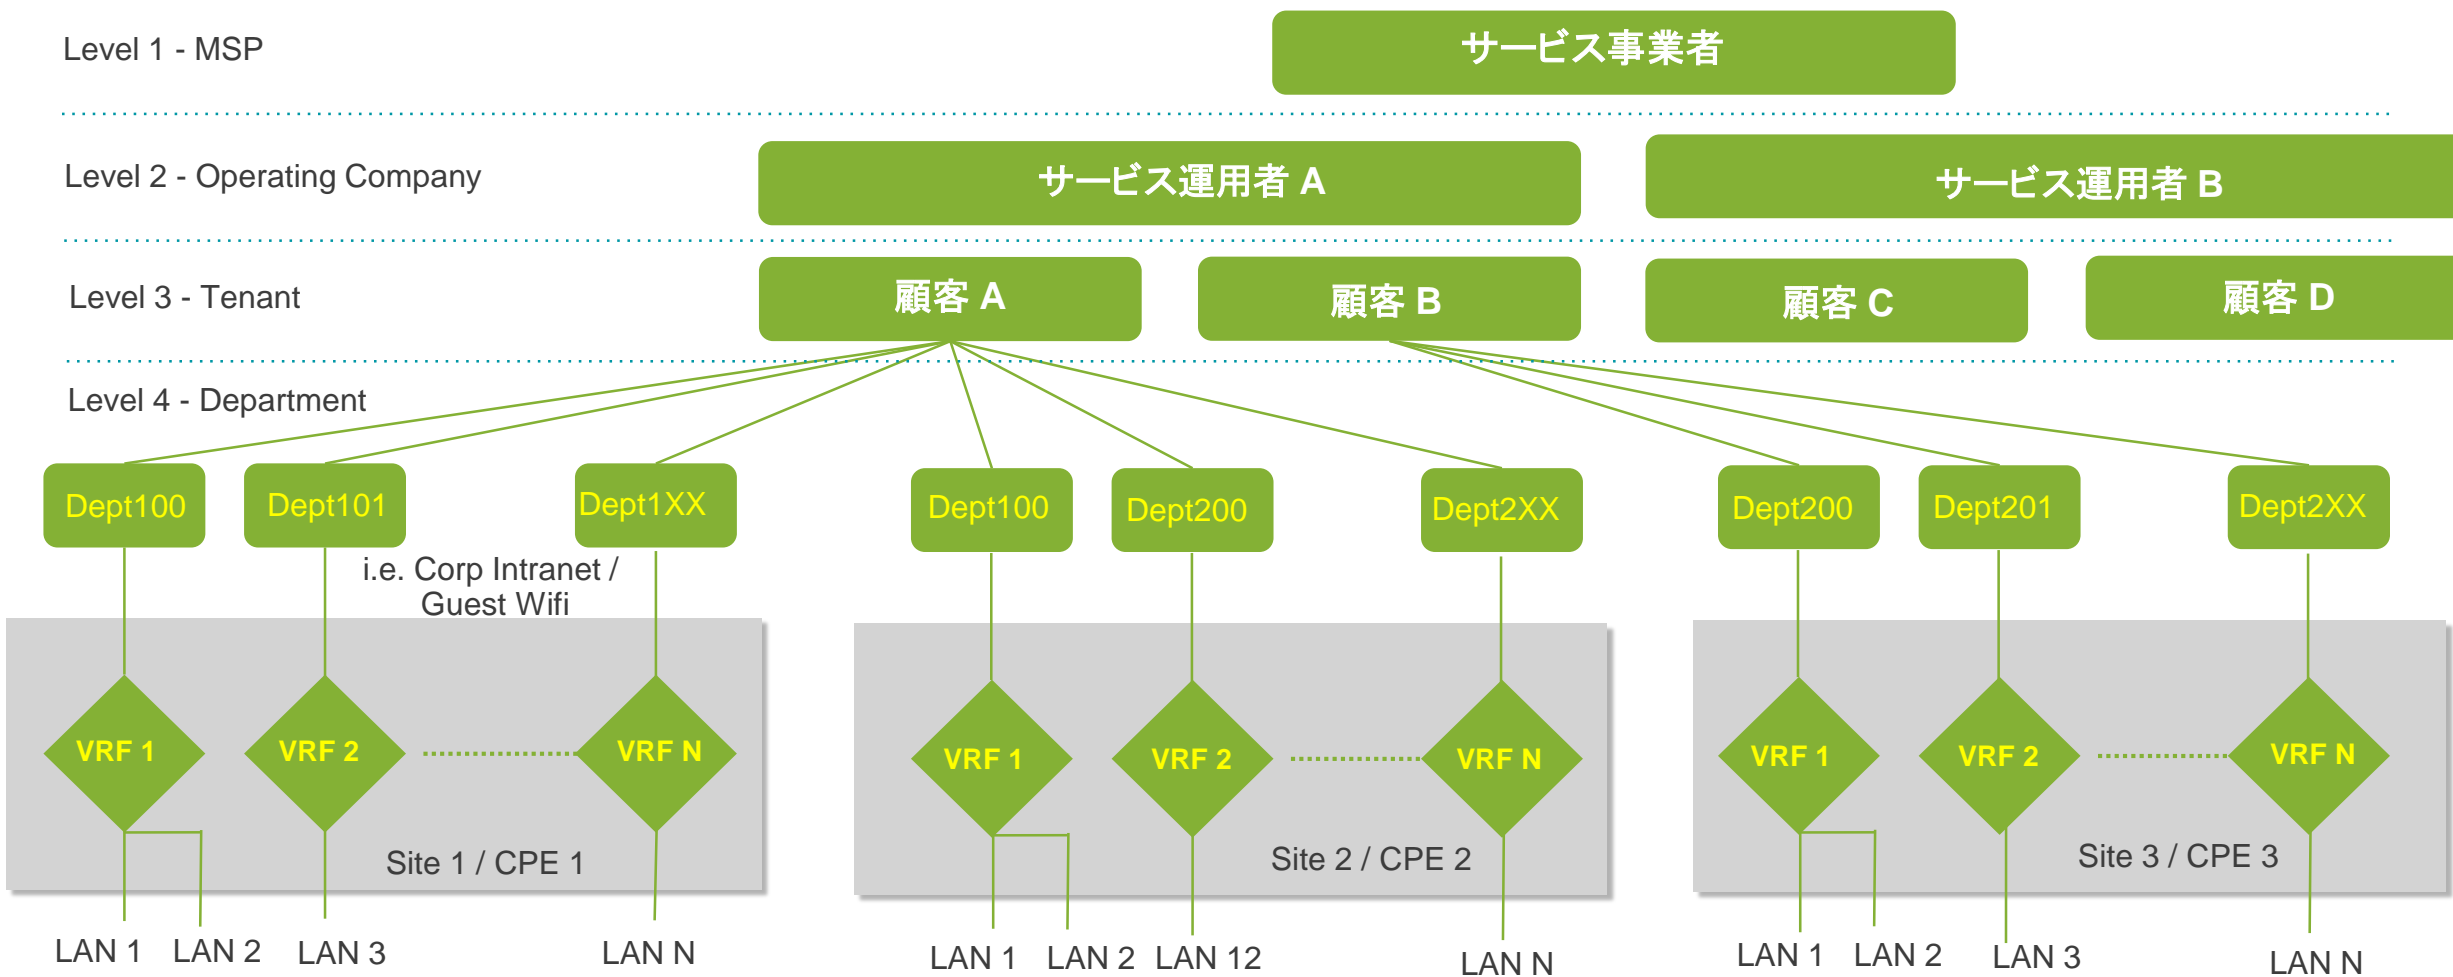 Level 1 - MSP
サービス事業者
Level 2 - Operating Company
サービス運用者 A
サービス運用者 B
Level 3 - Tenant
顧客 A
顧客 B
顧客 C
顧客 D
Level 4 - Department
Dept100
Dept101
Dept1XX
Dept100
Dept200
Dept2XX
Dept200
Dept201
Dept2XX
i.e. Corp Intranet /
Guest Wifi
VRF 1
VRF 2
VRF N
VRF 1
VRF 2
VRF N
VRF 1
VRF 2
VRF N
Site 1 / CPE 1
Site 2 / CPE 2
Site 3 / CPE 3
LAN 1
LAN 2
LAN 3
LAN N
LAN 1
LAN 2
LAN 12
LAN N
LAN 1
LAN 2
LAN 3
LAN N